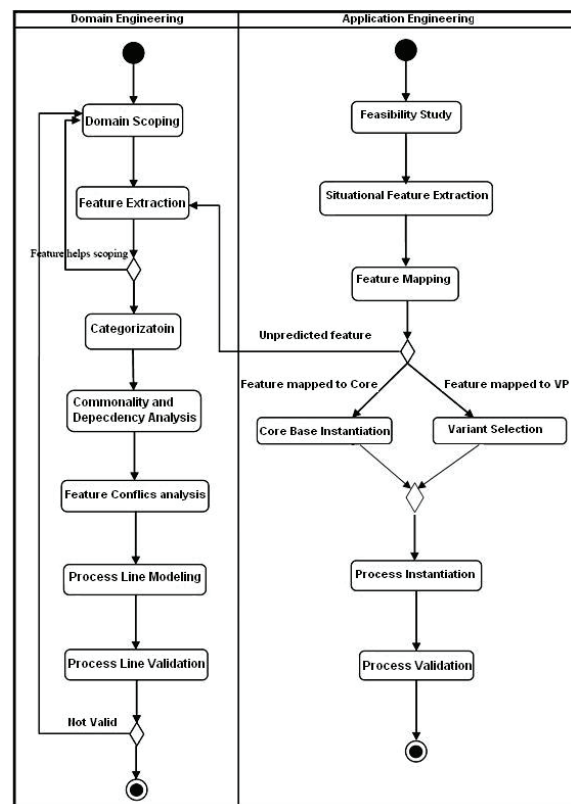 Domain Engineering
Application Engineering
Domain Scoping
Feature Extraction
Feature helps scoping
Categorizatoin
Commonality and
Depecdency Analysis
Feature Conflics analysis
Process Line Modeling
Process Line Validation
Not Valid
Feasibility Study
Situational Feature Extraction
Feature Mapping
Unpredicted feature
Feature mapped to Core
Feature mapped to VP
Core Base Instantiation
Variant Selection
Process Instantiation
Process Validation